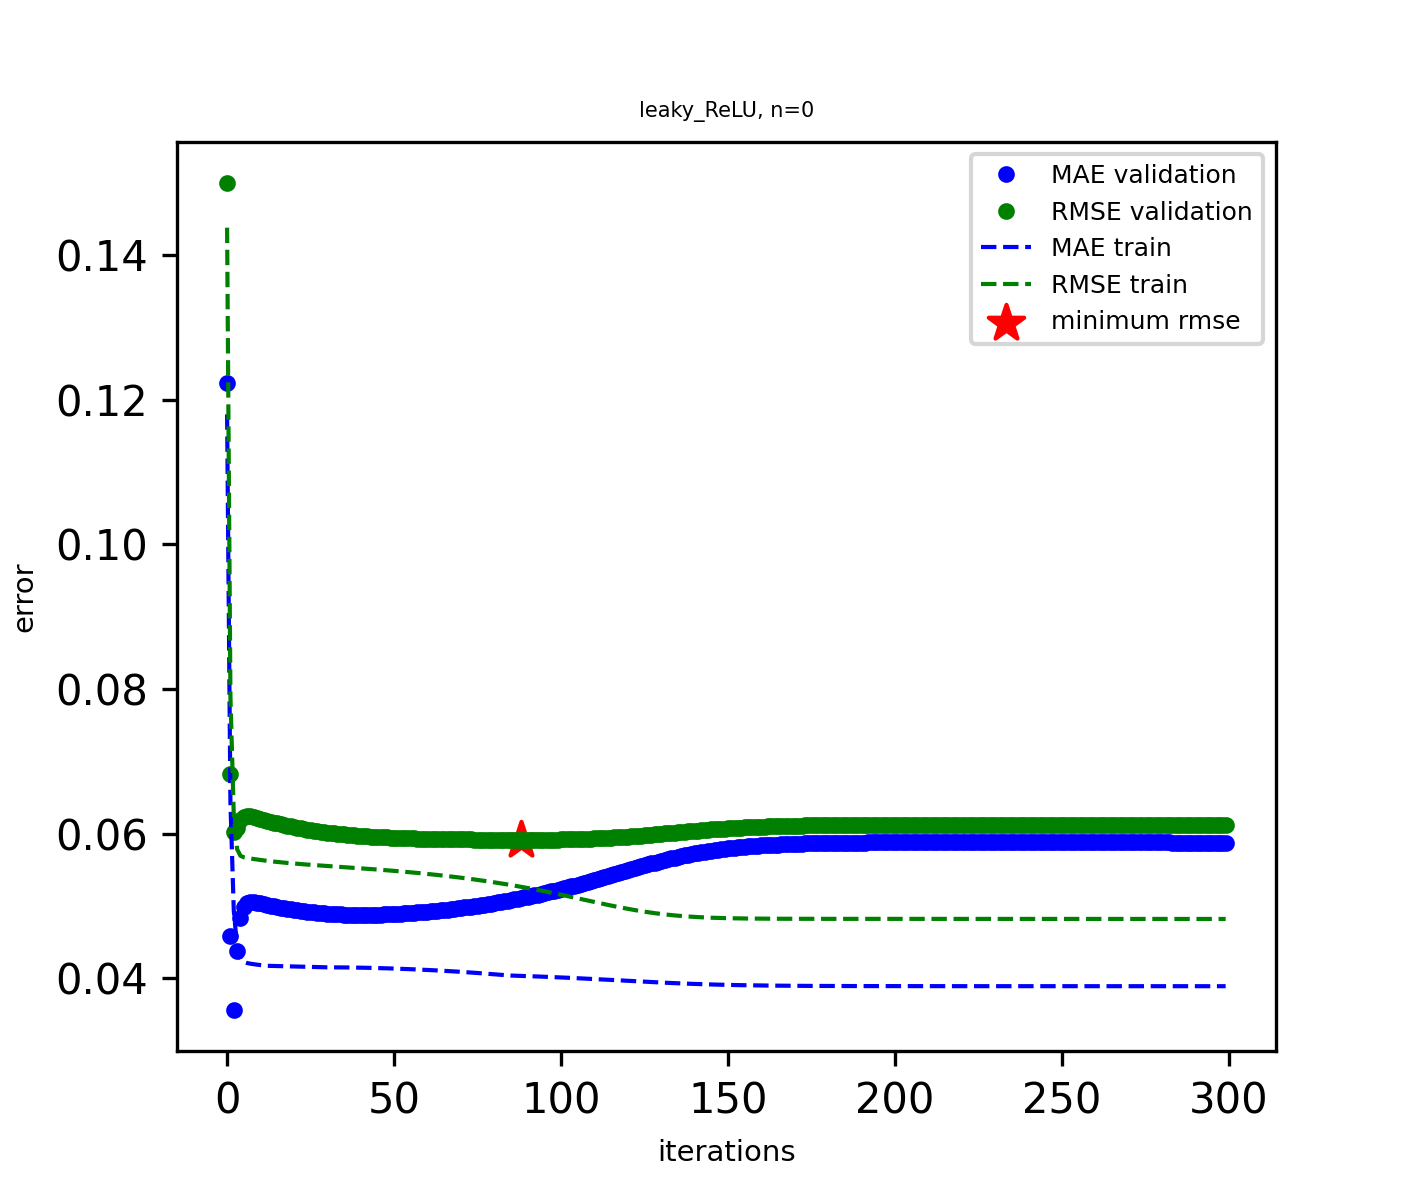 leaky_ReLU, n=0
MAE validation
RMSE validation
MAE train
RMSE train
minimum rmse
0.14
0.12
0.10
0.08
0.06
0.04
error
0 50 100 150 200 250 300
iterations